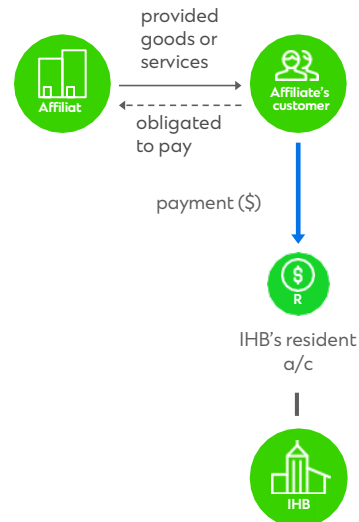 provided
goods or
services
Affiliat
Affiliate's
customer
obligated
to pay
payment ($)
$
R
IHB's resident
a/c
IHB